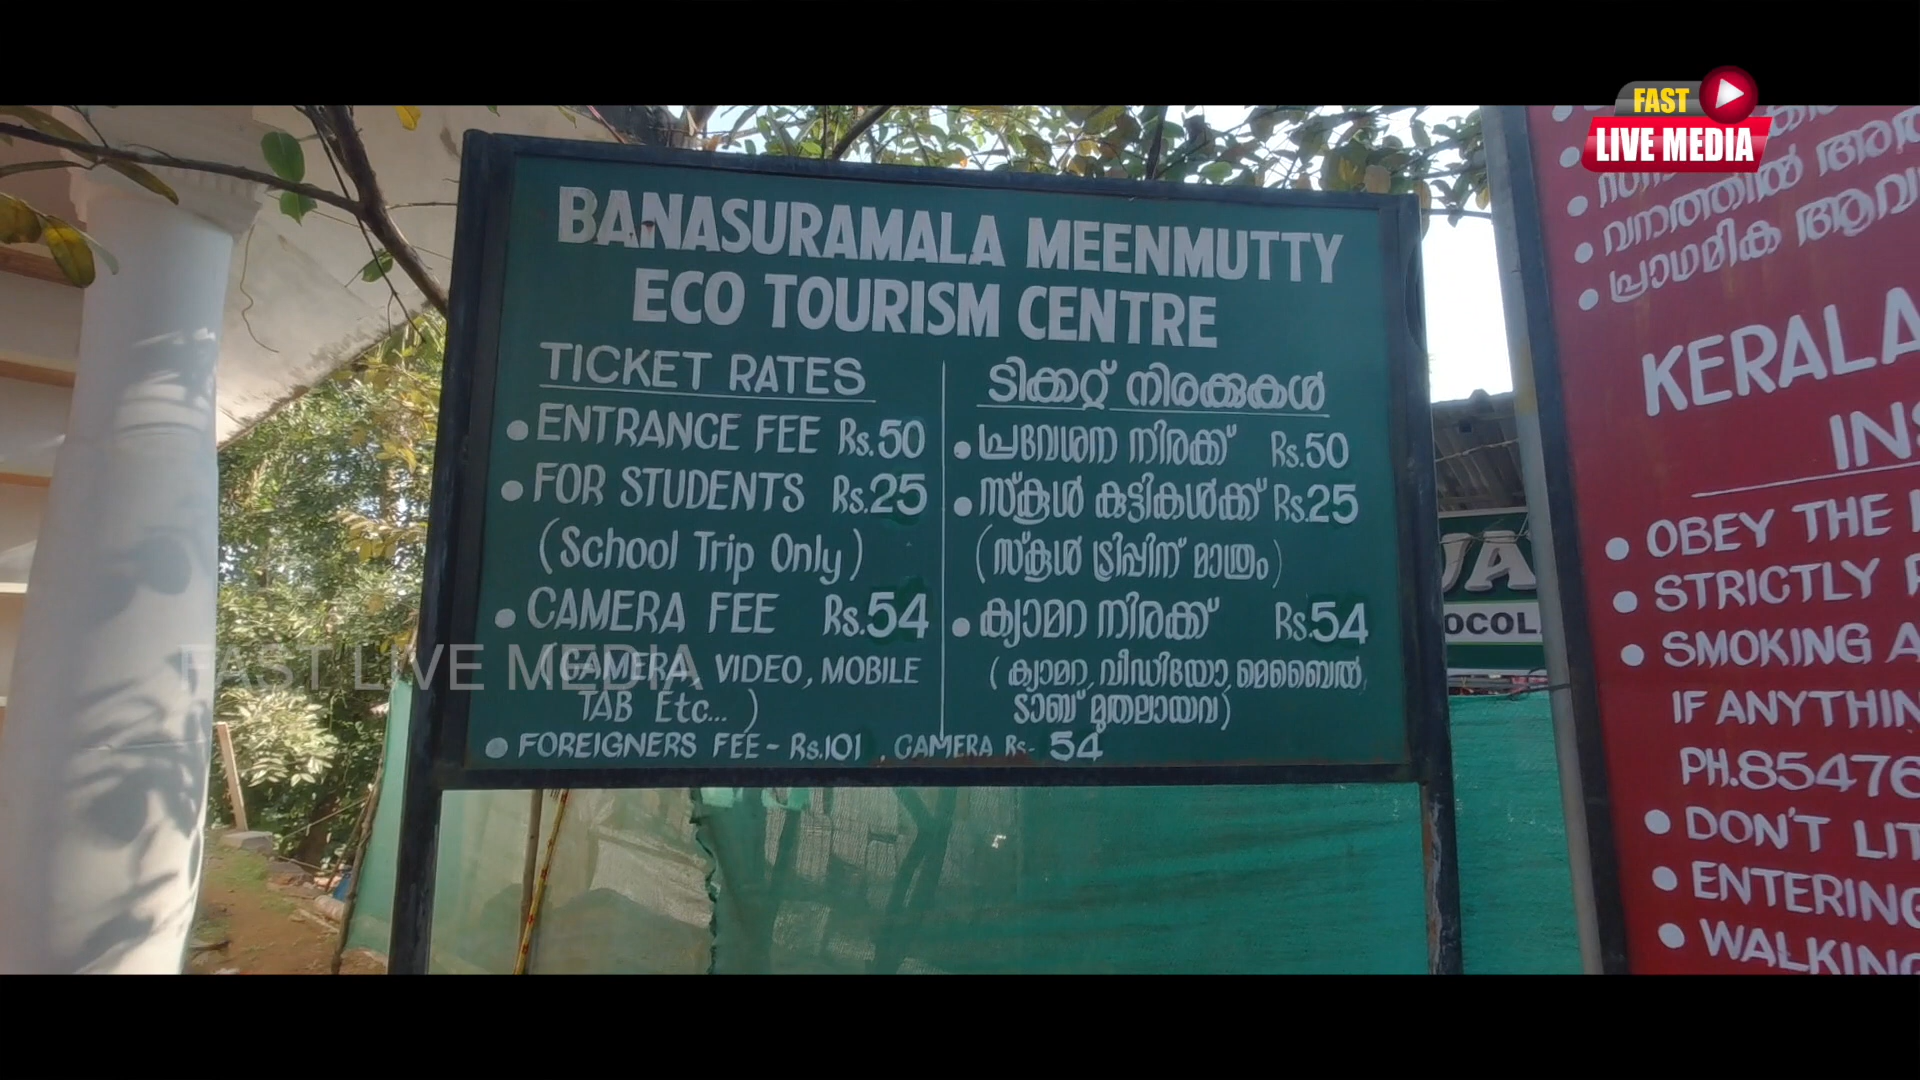 FAST
LIVE MEDIA
BANASURAMALA MEENMUTTY
ECO TOURISM CENTRE
TICKET RATES
• ENTRANCE FEE Rs.50
• FOR STUDENTS Rs.25
(School Trip Only)
• CAMERA FEE Rs.54
(CAMERA, VIDEO, MOBILE
TAB Etc... )
ടിക്കറ്റ് നിരക്കുകൾ
• പ്രവേശന നിരക്ക് Rs.50
• സ്കൂൾ കുട്ടികൾക്ക് Rs.25
(സ്കൂൾ ട്രിപ്പിന് മാത്രം)
• ക്യാമറ നിരക്ക് Rs.54
(ക്യാമറ, വീഡിയോ, മൊബൈൽ
ടാബ് മുതലായവ)
• FOREIGNERS FEE - Rs.101 , CAMERA Rs- 54
FAST LIVE MEDIA
വനത്തിൽ
• പ്രാഥമിക
KERALA
• OBEY THE
• STRICTLY
• SMOKING
IF
PH.85476
• DON'T
• ENTERING
• WALKING